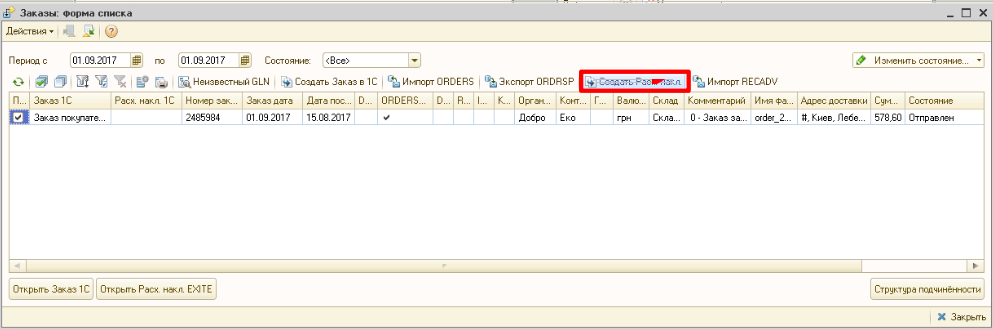 Заказы: форма списка
Действия
Период с 01.09.2017 по 01.09.2017 Состояние: <Все> Изменить состояние...
Неизвестный GLN Создать Заказ в 1С Импорт ORDERS Экспорт ORDRSP Создать Расх. накл. Импорт RECADV
П... Заказ 1С Расх. накл. 1С Номер зак... Заказ дата Дата пос... D... ORDERS... D... R... I... К... Орган... Конт... Г... Валю... Склад Комментарий Имя фа... Адрес доставки Сум... Состояние
Заказ покупате... 2485984 01.09.2017 15.08.2017 Добро Еко грн Скла... 0 - Заказ за... order_2... #, Киев, Лебе... 578,60 Отправлен
Открыть Заказ 1С Открыть Расх. накл. EXITE Структура подчинённости
Закрыть